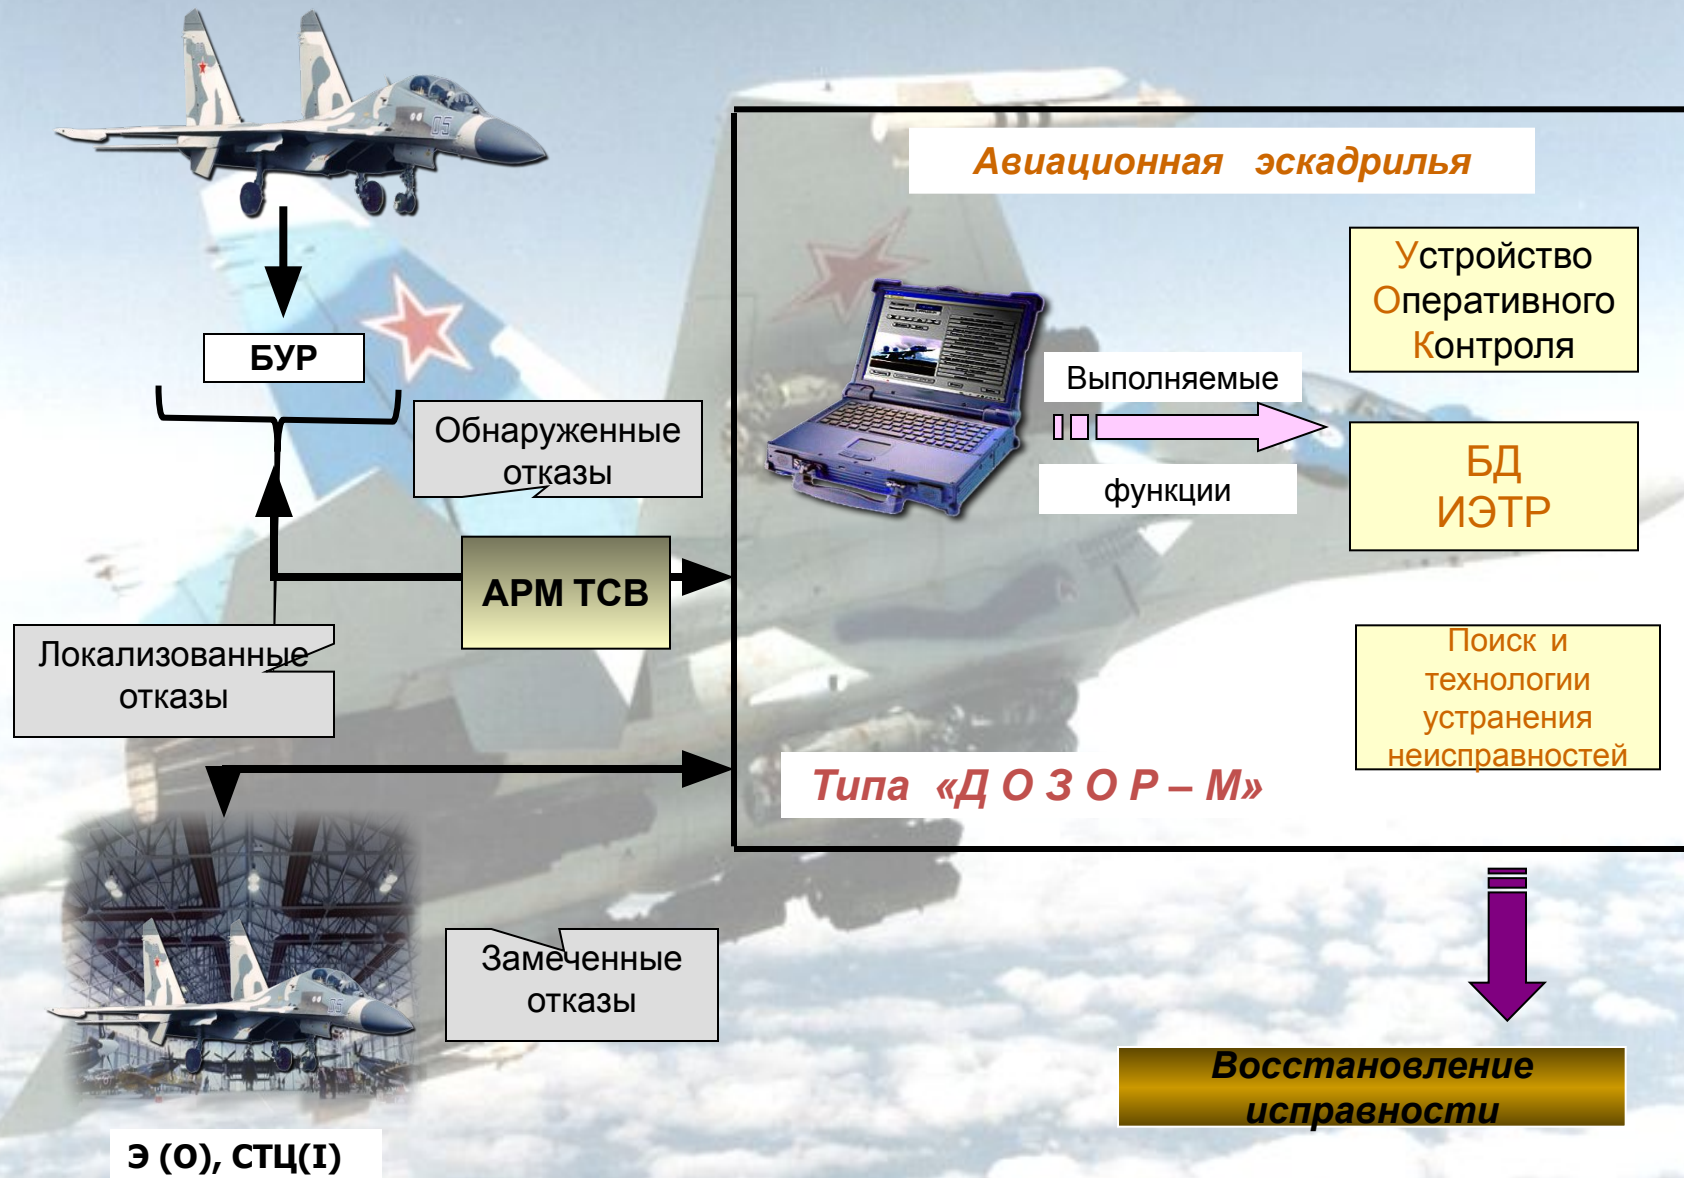 Авиационная эскадрилья
Устройство
Оперативного
Контроля
БУР
Выполняемые
функции
Обнаруженные
отказы
БД
ИЭТР
АРМ ТСВ
Локализованные
отказы
Поиск и
технологии
устранения
неисправностей
Типа «Д О З О Р – М»
Замеченные
отказы
Восстановление
исправности
Э (О), СТЦ(I)